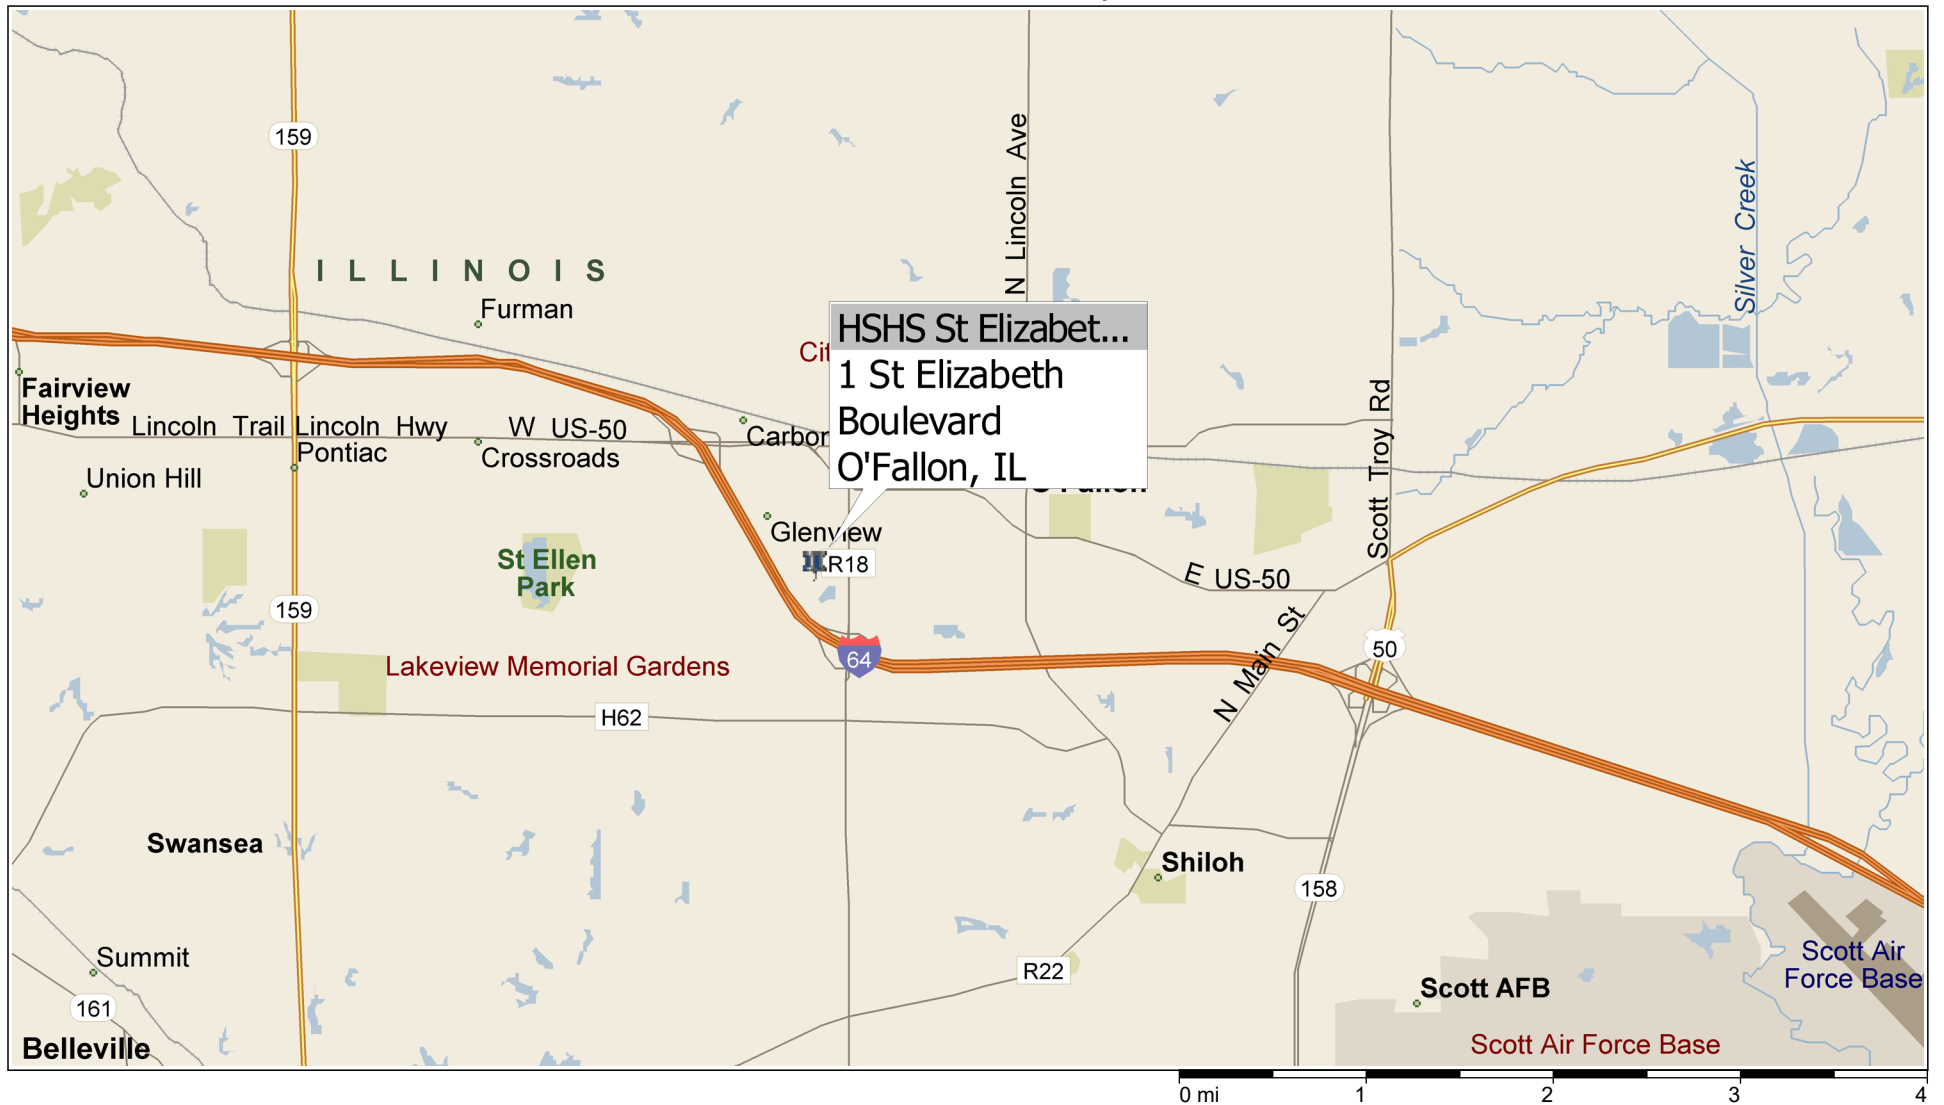 159
N Lincoln Ave
Silver Creek
ILLINOIS
Furman
HSHS St Elizabet...
1 St Elizabeth
Boulevard
O'Fallon, IL
Cit
Fairview
Heights
Lincoln Trail Lincoln Hwy
W US-50
Carbon
Pontiac
Crossroads
Union Hill
Scott Troy Rd
Glenview
R18
St Ellen
Park
E US-50
159
N Main St
50
64
Lakeview Memorial Gardens
H62
Swansea
Shiloh
158
Summit
R22
Scott Air
Force Base
Scott AFB
161
Belleville
Scott Air Force Base
0 mi 1 2 3 4